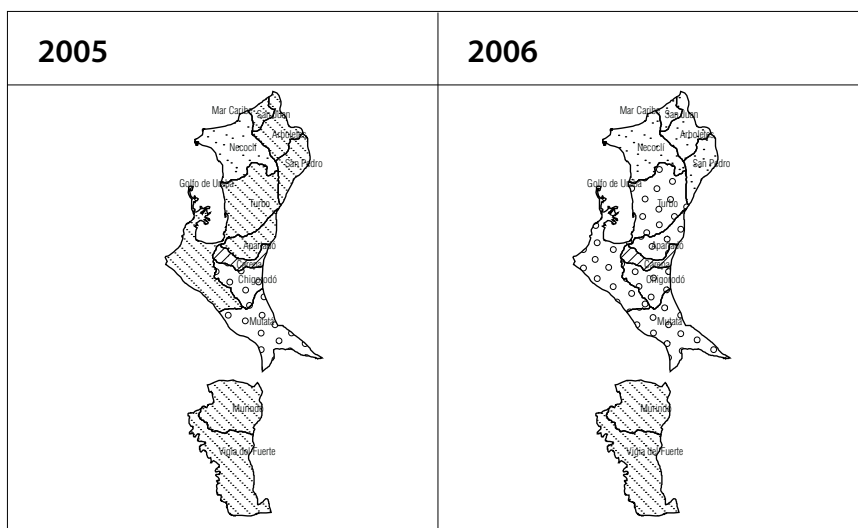 2005
2006
Mar Caribe
San Juan
Arboletes
Necoclí
San Pedro
Golfo de Urabá
Turbo
Apartadó
Carepa
Chigorodó
Mutatá
Murindó
Vigía del Fuerte
Mar Caribe
San Juan
Arboletes
Necoclí
San Pedro
Golfo de Urabá
Turbo
Apartadó
Carepa
Chigorodó
Mutatá
Murindó
Vigía del Fuerte